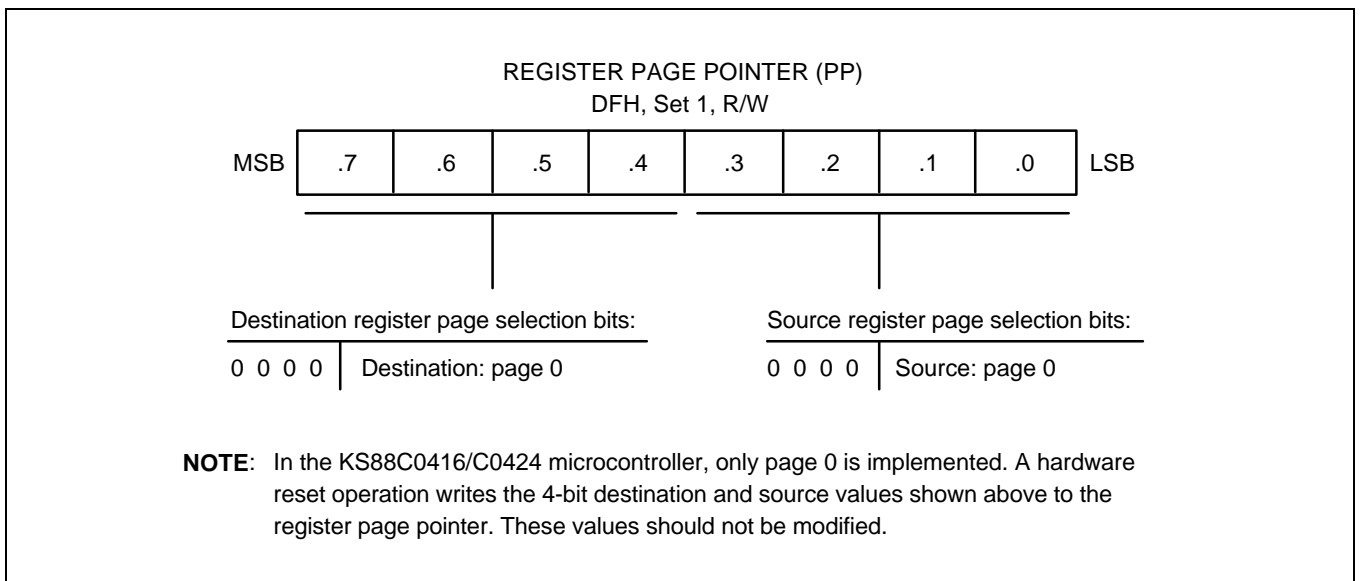 REGISTER PAGE POINTER (PP)
DFH, Set 1, R/W
MSB .7 .6 .5 .4 .3 .2 .1 .0 LSB
Destination register page selection bits:
0 0 0 0 Destination: page 0
Source register page selection bits:
0 0 0 0 Source: page 0
NOTE: In the KS88C0416/C0424 microcontroller, only page 0 is implemented. A hardware
reset operation writes the 4-bit destination and source values shown above to the
register page pointer. These values should not be modified.